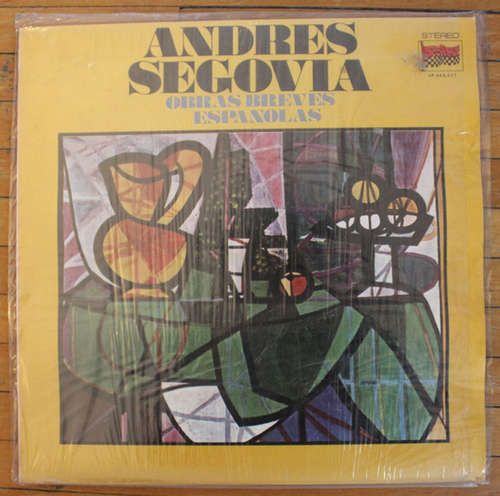 ANDRES
SEGOVIA
OBRAS BREVES
ESPAÑOLAS
STEREO